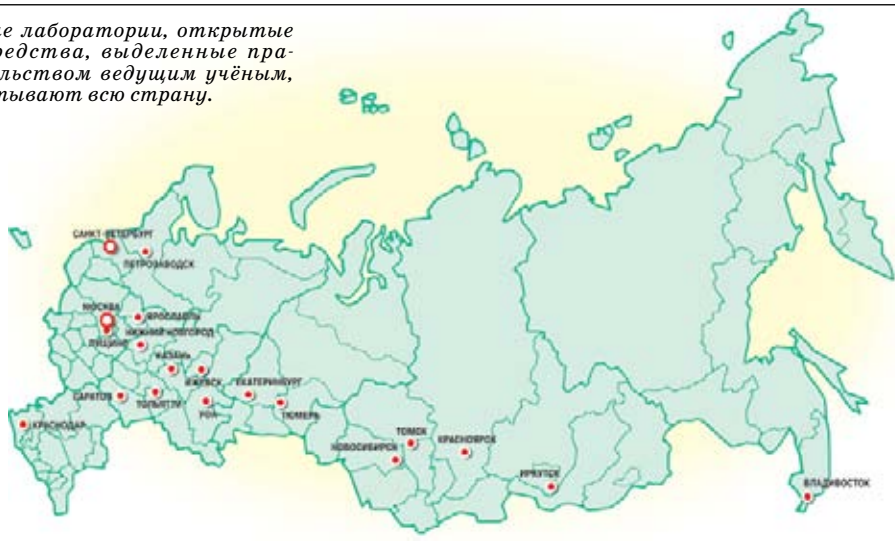 е лаборатории, открытые
редства, выделенные пра-
льством ведущим учёным,
тывают всю страну.
САНКТ-ПЕТЕРБУРГ
ПЕТРОЗАВОДСК
МОСКВА
ЯРОСЛАВЛЬ
НИЖНИЙ НОВГОРОД
ПУЩИНО
КАЗАНЬ
ИЖЕВСК
ЕКАТЕРИНБУРГ
САРАТОВ
ТОЛЬЯТТИ
УФА
ТЮМЕНЬ
КРАСНОДАР
ТОМСК
КРАСНОЯРСК
НОВОСИБИРСК
ИРКУТСК
ВЛАДИВОСТОК